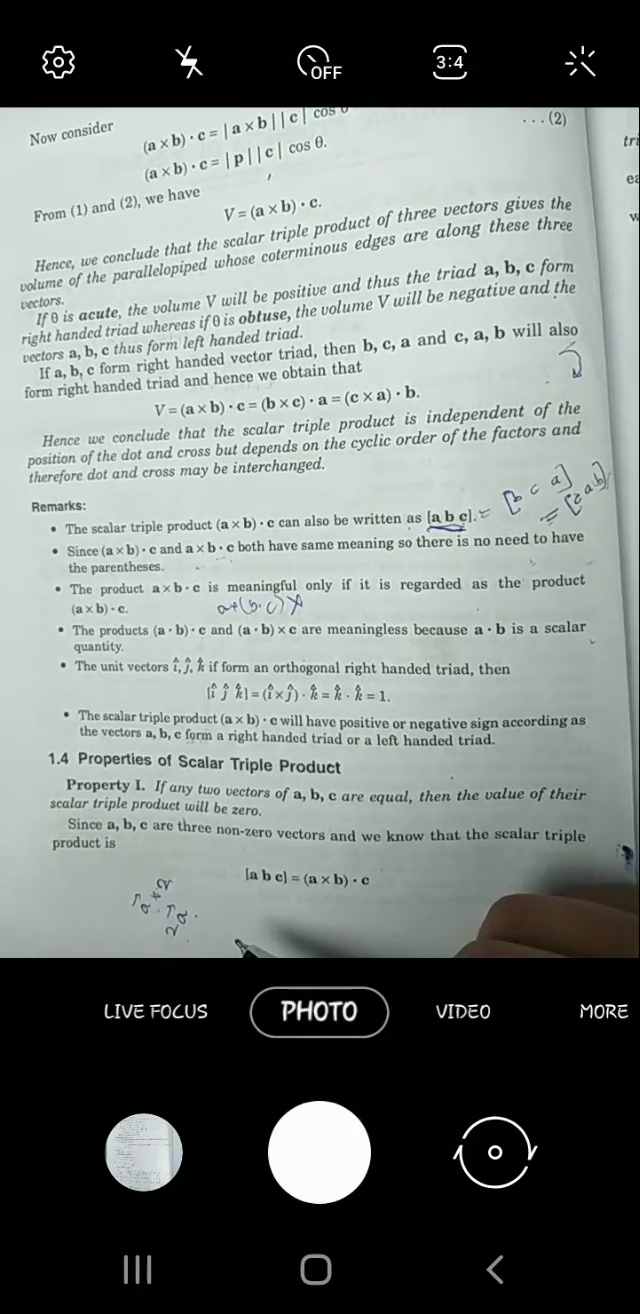 OFF
3:4
Now consider
(a × b) · c = | a × b | | c | cos θ
. . . (2)
(a × b) · c = | p | | c | cos θ.
From (1) and (2), we have
V = (a × b) · c.
Hence, we conclude that the scalar triple product of three vectors gives the
volume of the parallelopiped whose coterminous edges are along these three
vectors.
If θ is acute, the volume V will be positive and thus the triad a, b, c form
right handed triad whereas if θ is obtuse, the volume V will be negative and the
vectors a, b, c thus form left handed triad.
If a, b, c form right handed vector triad, then b, c, a and c, a, b will also
form right handed triad and hence we obtain that
V = (a × b) · c = (b × c) · a = (c × a) · b.
Hence we conclude that the scalar triple product is independent of the
position of the dot and cross but depends on the cyclic order of the factors and
therefore dot and cross may be interchanged.
Remarks:
• The scalar triple product (a × b) · c can also be written as [a b c]. = [b c a]
= [c a b]
• Since (a × b) · c and a × b · c both have same meaning so there is no need to have
the parentheses.
• The product a × b · c is meaningful only if it is regarded as the product
(a × b) · c. a×(b·c) ×
• The products (a · b) · c and (a · b) × c are meaningless because a · b is a scalar
quantity.
• The unit vectors î, ĵ, k̂ if form an orthogonal right handed triad, then
[î ĵ k̂] = (î × ĵ) · k̂ = k̂ · k̂ = 1.
• The scalar triple product (a × b) · c will have positive or negative sign according as
the vectors a, b, c form a right handed triad or a left handed triad.
1.4 Properties of Scalar Triple Product
Property I. If any two vectors of a, b, c are equal, then the value of their
scalar triple product will be zero.
Since a, b, c are three non-zero vectors and we know that the scalar triple
product is
[a b c] = (a × b) · c
LIVE FOCUS
PHOTO
VIDEO
MORE